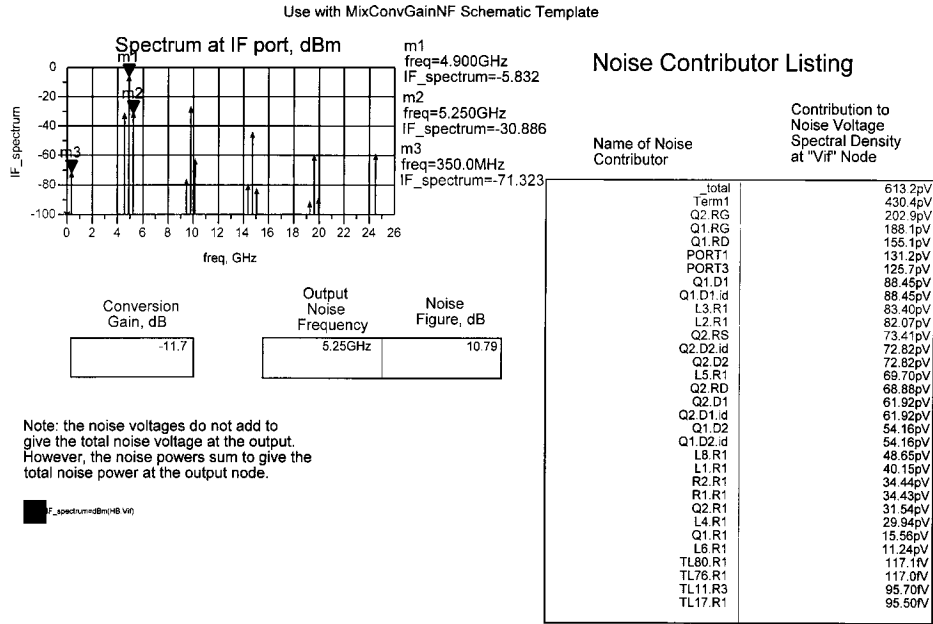 Use with MixConvGainNF Schematic Template
Spectrum at IF port, dBm
m1
freq=4.900GHz
IF_spectrum=-5.832
m2
freq=5.250GHz
IF_spectrum=-30.886
m3
freq=350.0MHz
IF_spectrum=-71.323
m1
m2
m3
IF_spectrum
0
-20
-40
-60
-80
-100
0 2 4 6 8 10 12 14 16 18 20 22 24 26
freq, GHz
Conversion
Gain, dB
-11.7
Output
Noise
Frequency
Noise
Figure, dB
5.25GHz 10.79
Note: the noise voltages do not add to
give the total noise voltage at the output.
However, the noise powers sum to give the
total noise power at the output node.
IF_spectrum=dBm(HB.Vif)
Noise Contributor Listing
Name of Noise
Contributor
Contribution to
Noise Voltage
Spectral Density
at "Vif" Node
_total 613.2pV
Term1 430.4pV
Q2.RG 202.9pV
Q1.RG 188.1pV
Q1.RD 155.1pV
PORT1 131.2pV
PORT3 125.7pV
Q1.D1 88.45pV
Q1.D1.id 88.45pV
L3.R1 83.40pV
L2.R1 82.07pV
Q2.RS 73.41pV
Q2.D2.id 72.82pV
Q2.D2 72.82pV
L5.R1 69.70pV
Q2.RD 68.88pV
Q2.D1 61.92pV
Q2.D1.id 61.92pV
Q1.D2 54.16pV
Q1.D2.id 54.16pV
L8.R1 48.65pV
L1.R1 40.15pV
R2.R1 34.44pV
R1.R1 34.43pV
Q2.R1 31.54pV
L4.R1 29.94pV
Q1.R1 15.56pV
L6.R1 11.24pV
TL80.R1 117.1fV
TL76.R1 117.0fV
TL11.R3 95.70fV
TL17.R1 95.50fV